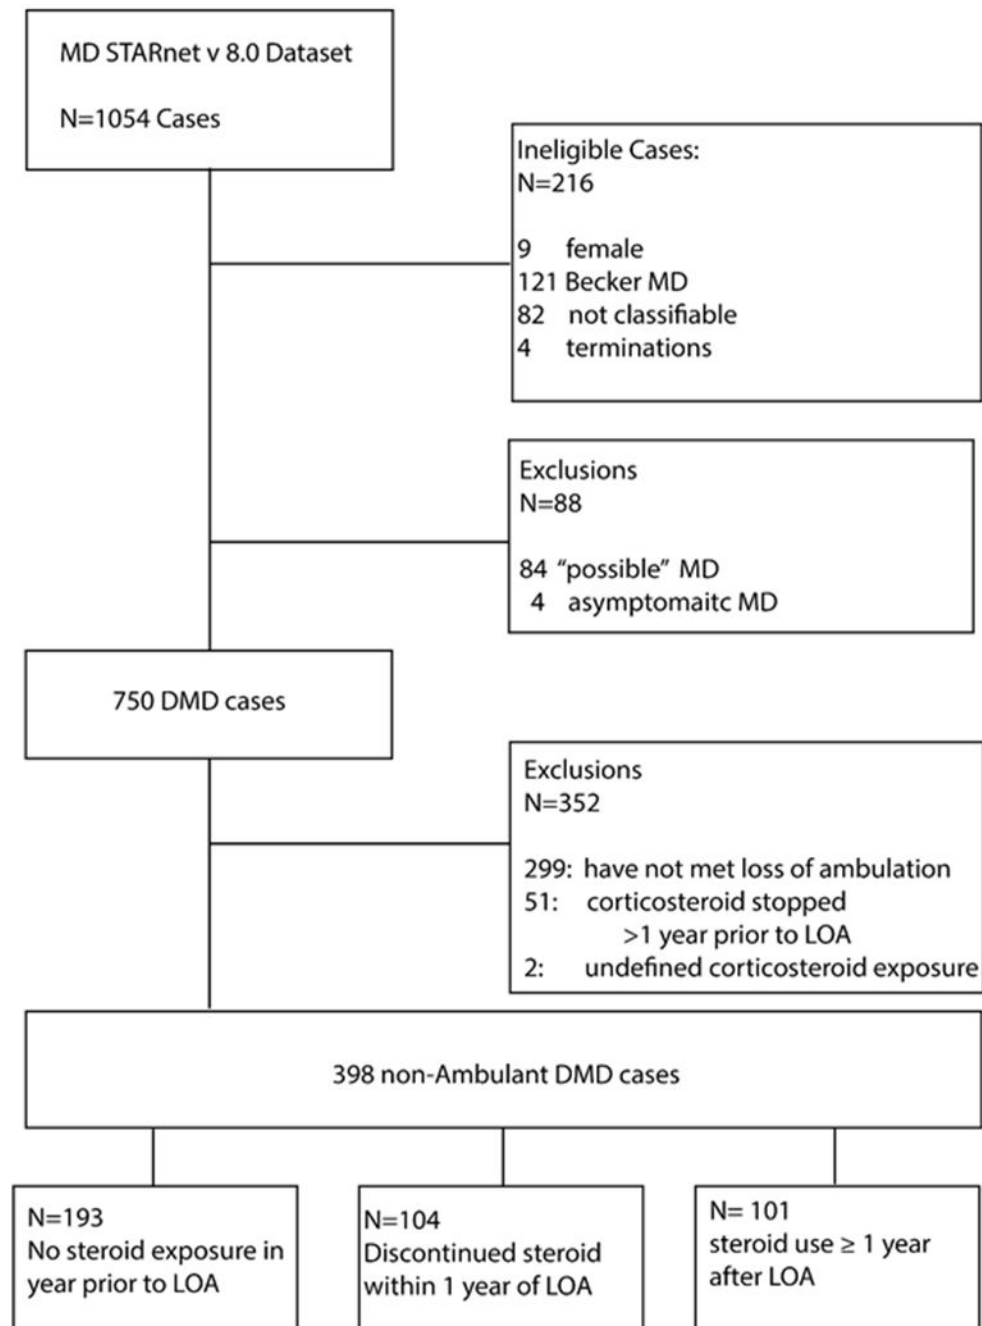 MD STARnet v 8.0 Dataset
N=1054 Cases
Ineligible Cases:
N=216
9 female
121 Becker MD
82 not classifiable
4 terminations
Exclusions
N=88
84 “possible” MD
4 asymptomaitc MD
750 DMD cases
Exclusions
N=352
299: have not met loss of ambulation
51: corticosteroid stopped
>1 year prior to LOA
2: undefined corticosteroid exposure
398 non-Ambulant DMD cases
N=193
No steroid exposure in
year prior to LOA
N=104
Discontinued steroid
within 1 year of LOA
N= 101
steroid use ≥ 1 year
after LOA